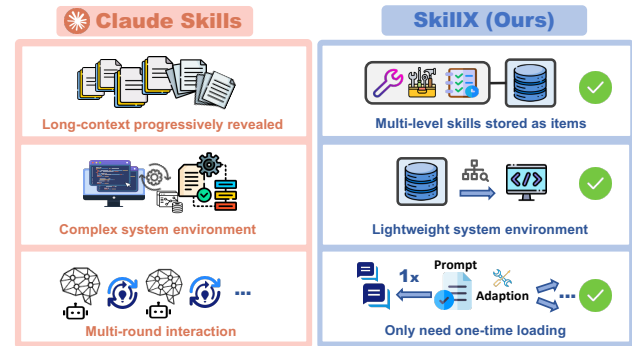 Claude Skills
SkillX (Ours)
Long-context progressively revealed
Multi-level skills stored as items
Complex system environment
</>
Lightweight system environment
1x
Prompt
Adaption
...
...
Multi-round interaction
Only need one-time loading